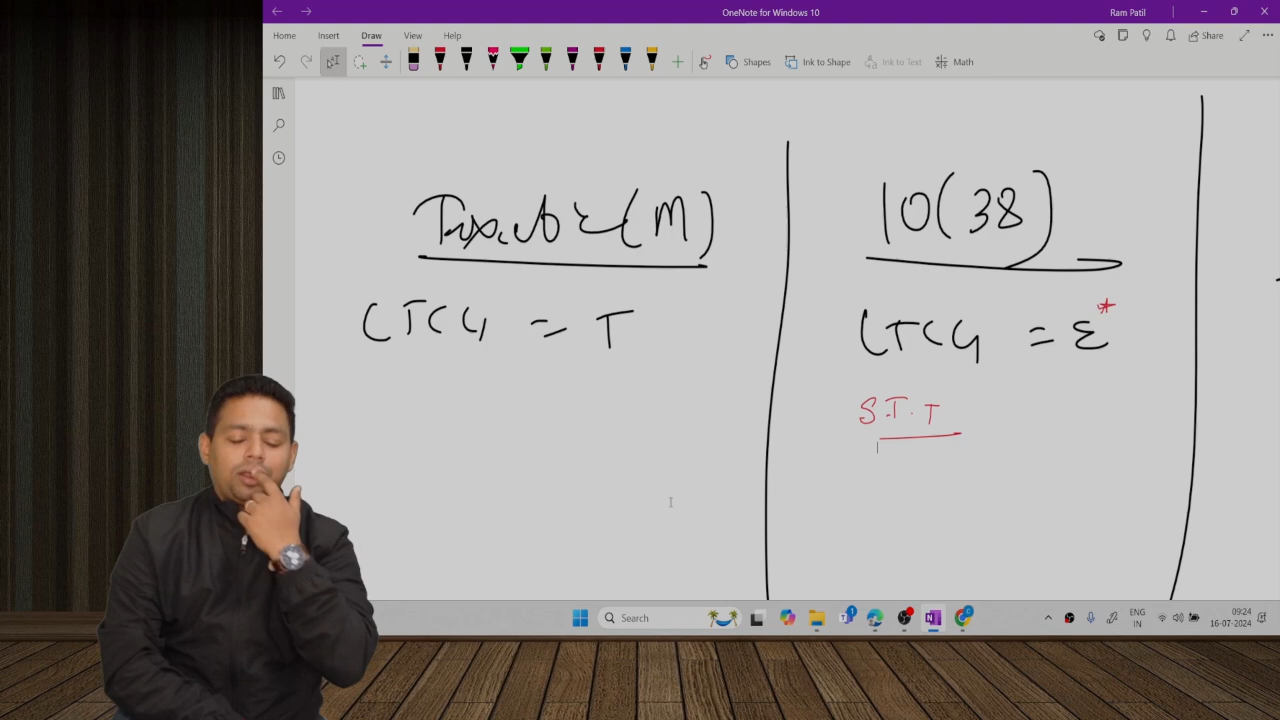 OneNote for Windows 10
Ram Patil
Home Insert Draw View Help
Share
Shapes Ink to Shape Ink to Text Math
(M)
10(38)
LTCG = T
LTCG = E*
S.T.T
Search
ENG
IN
09:24
16-07-2024